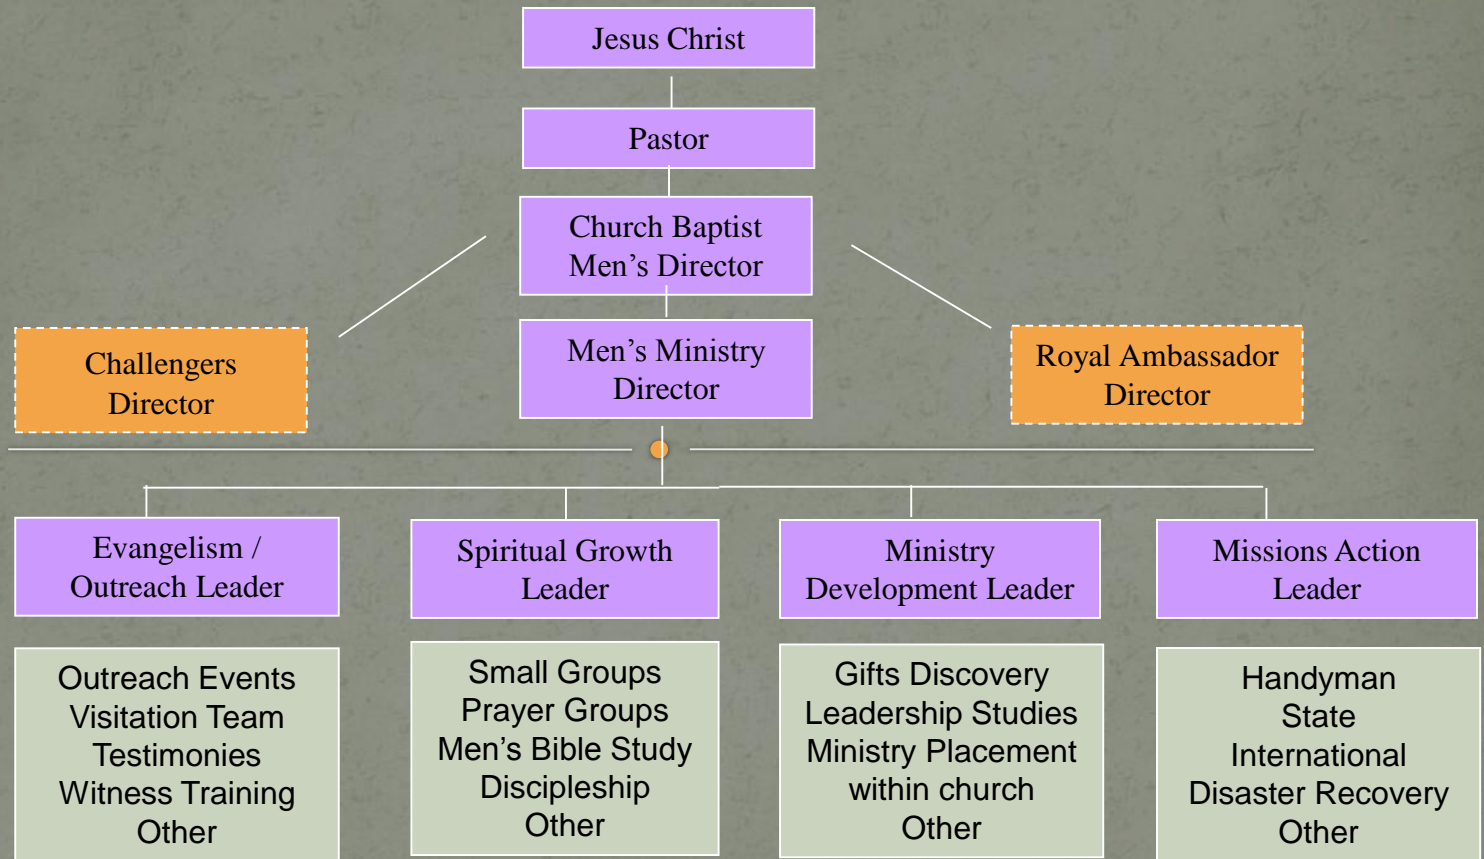 Jesus Christ
Pastor
Church Baptist
Men’s Director
Challengers
Director
Men’s Ministry
Director
Royal Ambassador
Director
Evangelism /
Outreach Leader
Spiritual Growth
Leader
Ministry
Development Leader
Missions Action
Leader
Outreach Events
Visitation Team
Testimonies
Witness Training
Other
Small Groups
Prayer Groups
Men’s Bible Study
Discipleship
Other
Gifts Discovery
Leadership Studies
Ministry Placement
within church
Other
Handyman
State
International
Disaster Recovery
Other